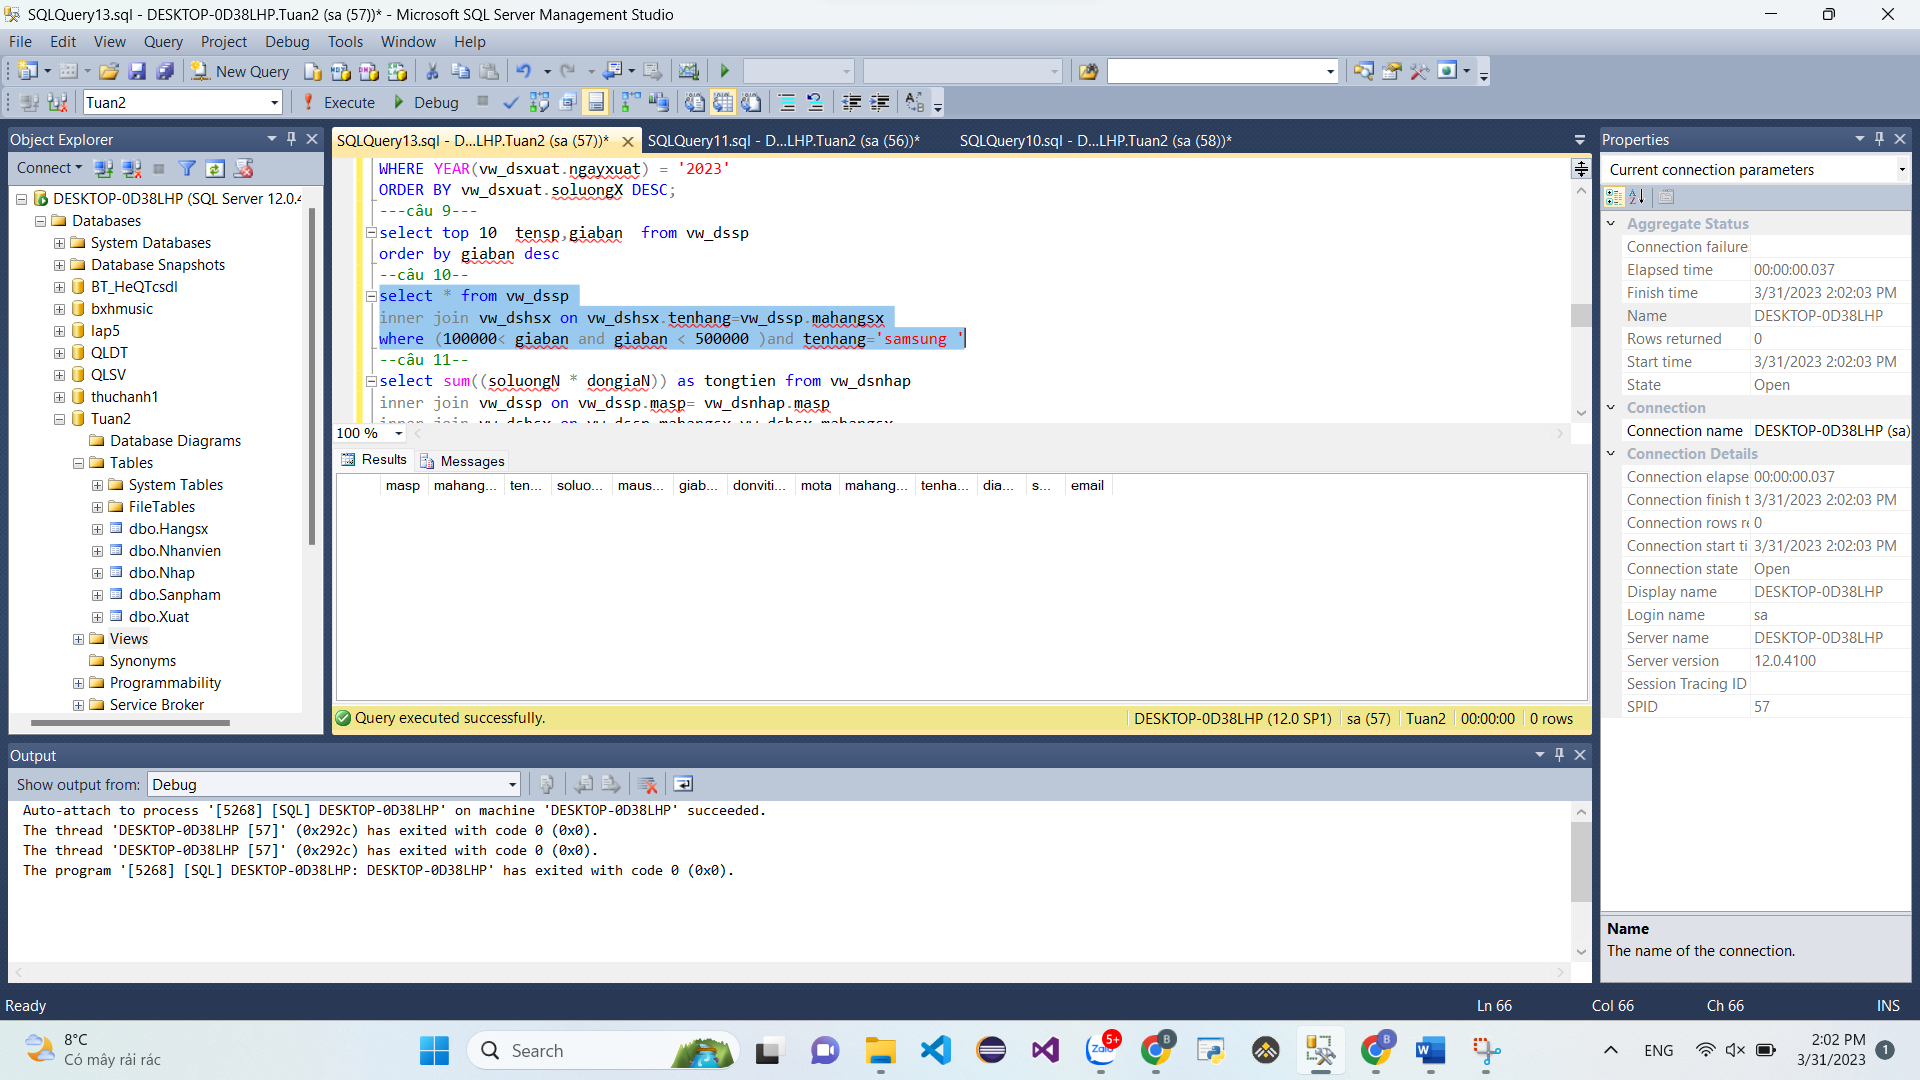 SQLQuery13.sql - DESKTOP-0D38LHP.Tuan2 (sa (57))* - Microsoft SQL Server Management Studio
File Edit View Query Project Debug Tools Window Help
New Query
Tuan2 Execute Debug
Object Explorer
Connect
DESKTOP-0D38LHP (SQL Server 12.0.4
Databases
System Databases
Database Snapshots
BT_HeQTcsdl
bxhmusic
lap5
QLDT
QLSV
thuchanh1
Tuan2
Database Diagrams
Tables
System Tables
FileTables
dbo.Hangsx
dbo.Nhanvien
dbo.Nhap
dbo.Sanpham
dbo.Xuat
Views
Synonyms
Programmability
Service Broker
SQLQuery13.sql - D...LHP.Tuan2 (sa (57))* SQLQuery11.sql - D...LHP.Tuan2 (sa (56))* SQLQuery10.sql - D...LHP.Tuan2 (sa (58))*
WHERE YEAR(vw_dsxuat.ngayxuat) = '2023'
ORDER BY vw_dsxuat.soluongX DESC;
---câu 9---
select top 10  tensp,giaban  from vw_dssp
order by giaban desc
--câu 10--
select * from vw_dssp
inner join vw_dshsx on vw_dshsx.tenhang=vw_dssp.mahangsx
where (100000< giaban and giaban < 500000 )and tenhang='samsung '
--câu 11--
select sum((soluongN * dongiaN)) as tongtien from vw_dsnhap
inner join vw_dssp on vw_dssp.masp= vw_dsnhap.masp
inner join vw_dshsx on vw_dssp.mahangsx=vw_dshsx.mahangsx
100 %
Results Messages
masp mahang... ten... soluo... maus... giab... donviti... mota mahang... tenha... dia... s... email
Query executed successfully. DESKTOP-0D38LHP (12.0 SP1) sa (57) Tuan2 00:00:00 0 rows
Output
Show output from: Debug
Auto-attach to process '[5268] [SQL] DESKTOP-0D38LHP' on machine 'DESKTOP-0D38LHP' succeeded.
The thread 'DESKTOP-0D38LHP [57]' (0x292c) has exited with code 0 (0x0).
The thread 'DESKTOP-0D38LHP [57]' (0x292c) has exited with code 0 (0x0).
The program '[5268] [SQL] DESKTOP-0D38LHP: DESKTOP-0D38LHP' has exited with code 0 (0x0).
Properties
Current connection parameters
Aggregate Status
Connection failure
Elapsed time 00:00:00.037
Finish time 3/31/2023 2:02:03 PM
Name DESKTOP-0D38LHP
Rows returned 0
Start time 3/31/2023 2:02:03 PM
State Open
Connection
Connection name DESKTOP-0D38LHP (sa)
Connection Details
Connection elapse 00:00:00.037
Connection finish t 3/31/2023 2:02:03 PM
Connection rows re 0
Connection start ti 3/31/2023 2:02:03 PM
Connection state Open
Display name DESKTOP-0D38LHP
Login name sa
Server name DESKTOP-0D38LHP
Server version 12.0.4100
Session Tracing ID
SPID 57
Name
The name of the connection.
Ready Ln 66 Col 66 Ch 66 INS
8°C
Có mây rải rác
Search
Zalo 5+
ENG
2:02 PM
3/31/2023
1